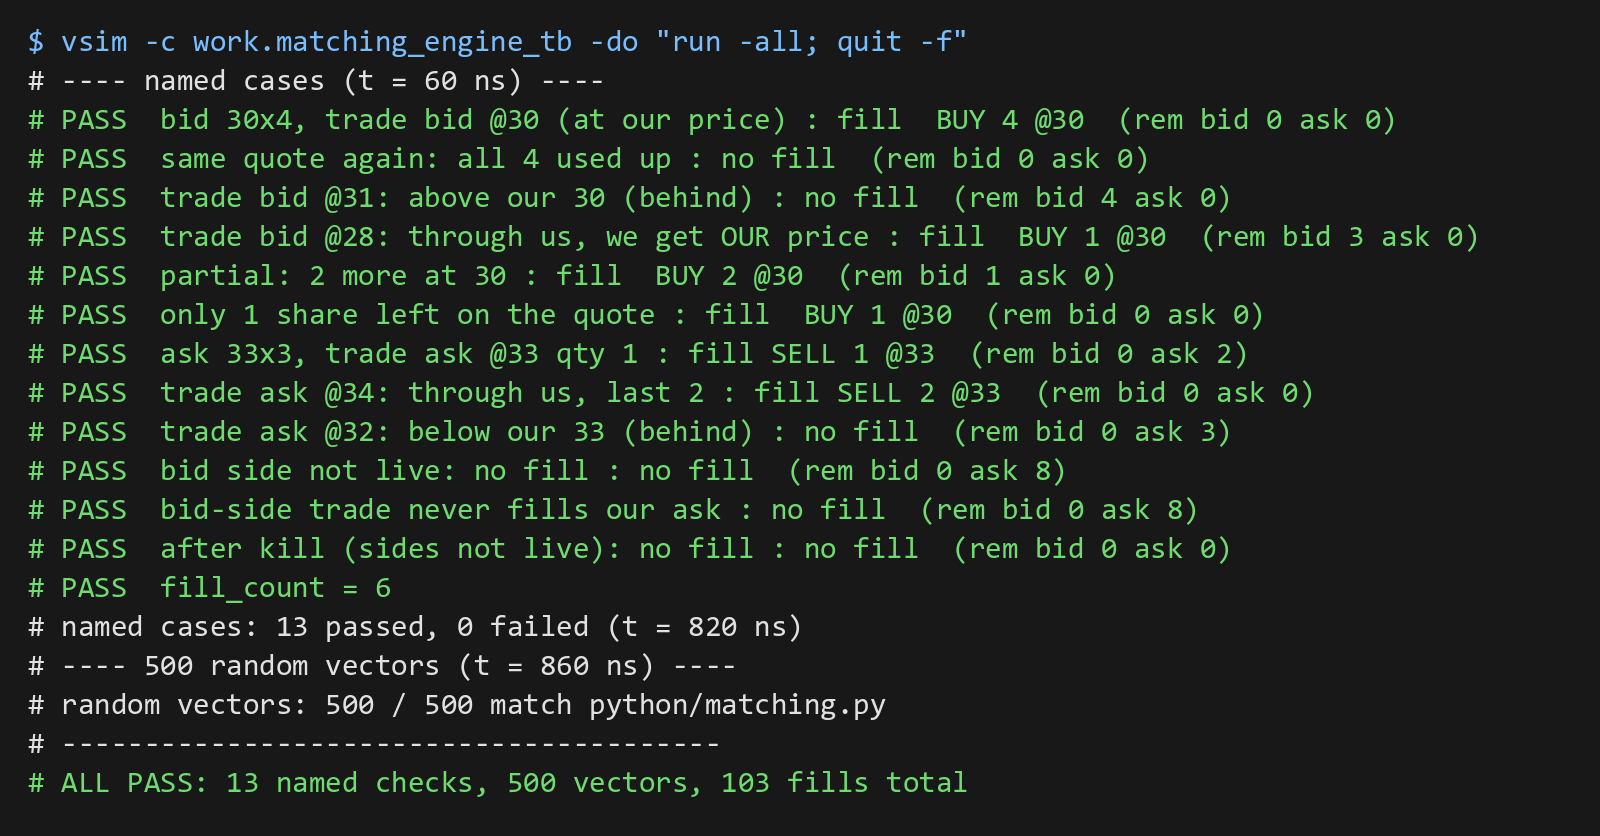 $ vsim -c work.matching_engine_tb -do "run -all; quit -f"
# ---- named cases (t = 60 ns) ----
# PASS  bid 30x4, trade bid @30 (at our price) : fill  BUY 4 @30  (rem bid 0 ask 0)
# PASS  same quote again: all 4 used up : no fill  (rem bid 0 ask 0)
# PASS  trade bid @31: above our 30 (behind) : no fill  (rem bid 4 ask 0)
# PASS  trade bid @28: through us, we get OUR price : fill  BUY 1 @30  (rem bid 3 ask 0)
# PASS  partial: 2 more at 30 : fill  BUY 2 @30  (rem bid 1 ask 0)
# PASS  only 1 share left on the quote : fill  BUY 1 @30  (rem bid 0 ask 0)
# PASS  ask 33x3, trade ask @33 qty 1 : fill SELL 1 @33  (rem bid 0 ask 2)
# PASS  trade ask @34: through us, last 2 : fill SELL 2 @33  (rem bid 0 ask 0)
# PASS  trade ask @32: below our 33 (behind) : no fill  (rem bid 0 ask 3)
# PASS  bid side not live: no fill : no fill  (rem bid 0 ask 8)
# PASS  bid-side trade never fills our ask : no fill  (rem bid 0 ask 8)
# PASS  after kill (sides not live): no fill : no fill  (rem bid 0 ask 0)
# PASS  fill_count = 6
# named cases: 13 passed, 0 failed (t = 820 ns)
# ---- 500 random vectors (t = 860 ns) ----
# random vectors: 500 / 500 match python/matching.py
# ----------------------------------------
# ALL PASS: 13 named checks, 500 vectors, 103 fills total